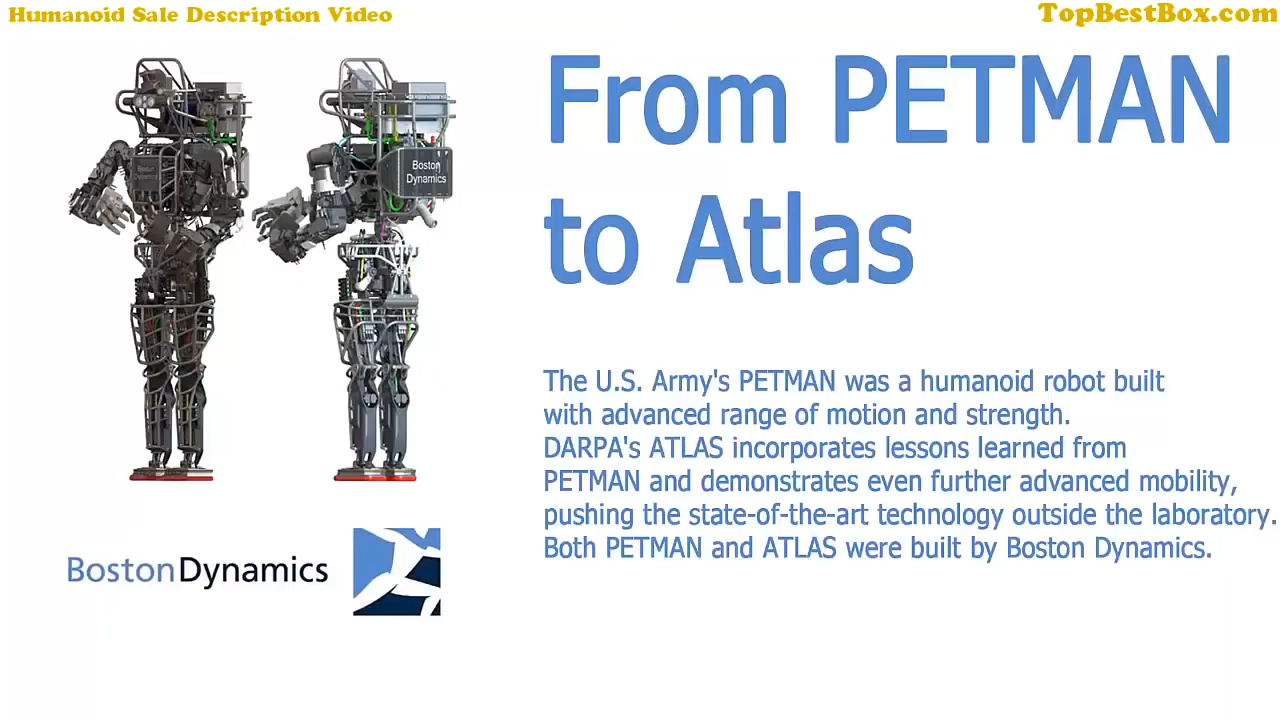 Humanoid Sale Description Video
TopBestBox.com
From PETMAN
to Atlas
Boston
Dynamics
The U.S. Army's PETMAN was a humanoid robot built
with advanced range of motion and strength.
DARPA's ATLAS incorporates lessons learned from
PETMAN and demonstrates even further advanced mobility,
pushing the state-of-the-art technology outside the laboratory.
Both PETMAN and ATLAS were built by Boston Dynamics.
BostonDynamics